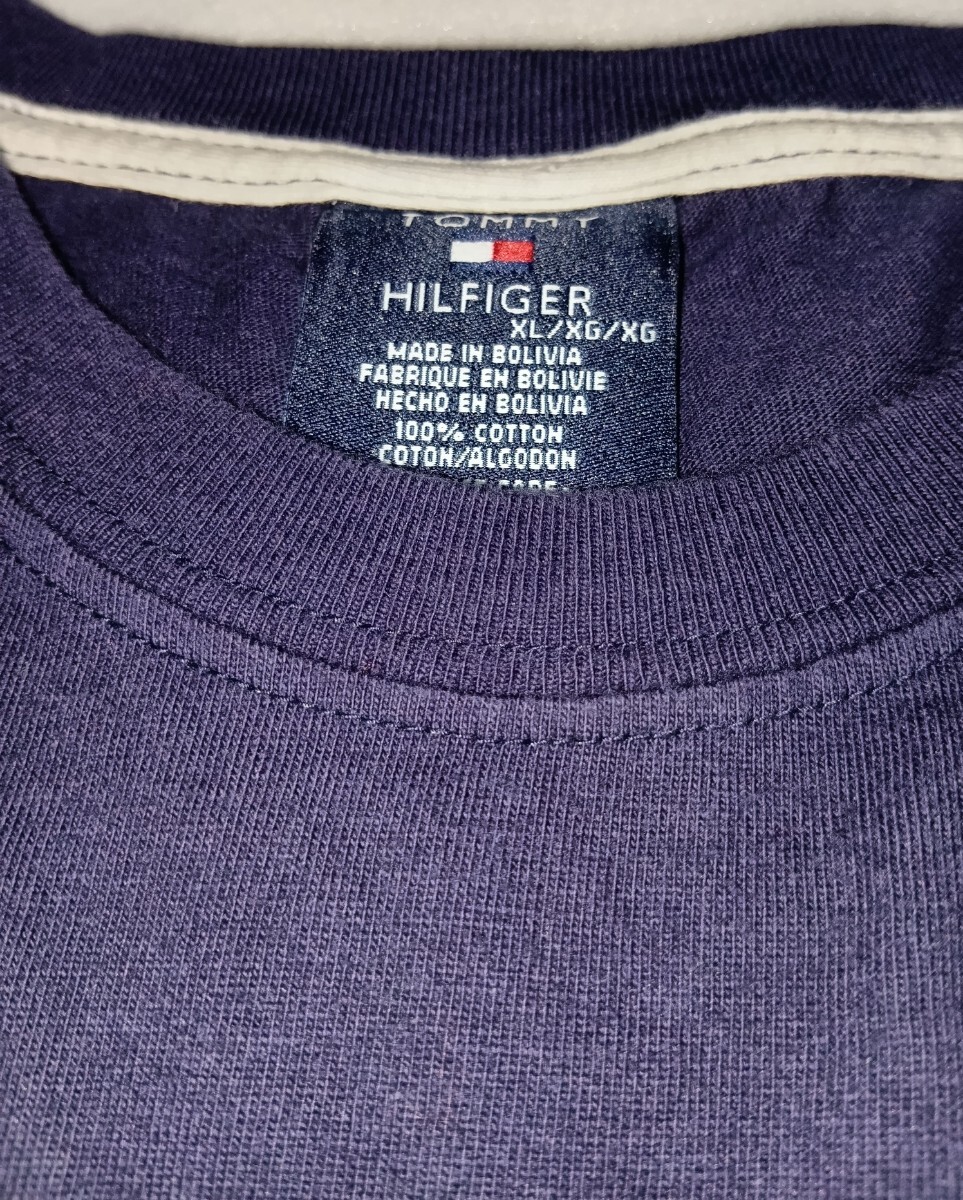 TOMMY
HILFIGER
XL/XG/XG
MADE IN BOLIVIA
FABRIQUE EN BOLIVIE
HECHO EN BOLIVIA
100% COTTON
COTON/ALGODON